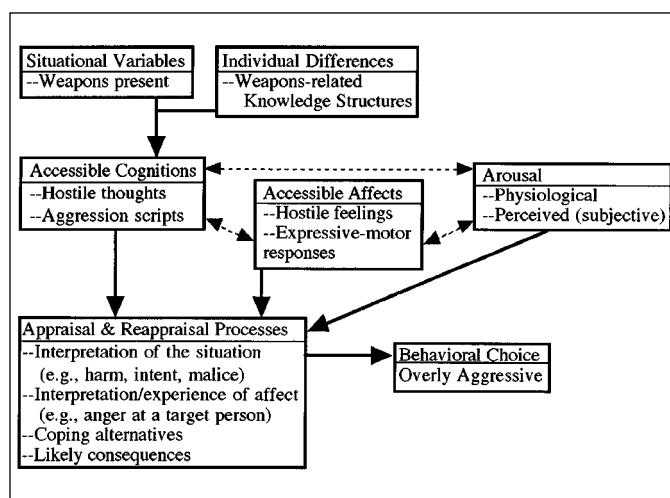 Situational Variables
--Weapons present
Individual Differences
--Weapons-related
Knowledge Structures
Accessible Cognitions
--Hostile thoughts
--Aggression scripts
Accessible Affects
--Hostile feelings
--Expressive-motor
responses
Arousal
--Physiological
--Perceived (subjective)
Appraisal & Reappraisal Processes
--Interpretation of the situation
(e.g., harm, intent, malice)
--Interpretation/experience of affect
(e.g., anger at a target person)
--Coping alternatives
--Likely consequences
Behavioral Choice
Overly Aggressive